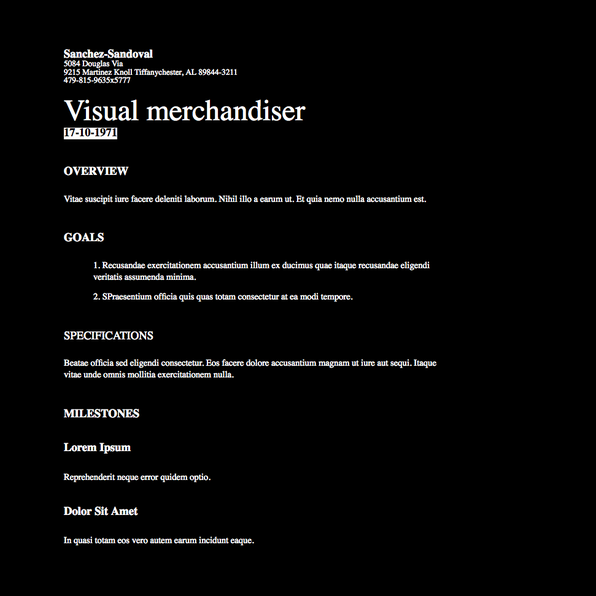 Sanchez-Sandoval
5084 Douglas Via
9215 Martinez Knoll Tiffanychester, AL 89844-3211
479-815-9635x5777
Visual merchandiser
17-10-1971
OVERVIEW
Vitae suscipit iure facere deleniti laborum. Nihil illo a earum ut. Et quia nemo nulla accusantium est.
GOALS
1. Recusandae exercitationem accusantium illum ex ducimus quae itaque recusandae eligendi
veritatis assumenda minima.
2. SPraesentium officia quis quas totam consectetur at ea modi tempore.
SPECIFICATIONS
Beatae officia sed eligendi consectetur. Eos facere dolore accusantium magnam ut iure aut sequi. Itaque
vitae unde omnis mollitia exercitationem nulla.
MILESTONES
Lorem Ipsum
Reprehenderit neque error quidem optio.
Dolor Sit Amet
In quasi totam eos vero autem earum incidunt eaque.